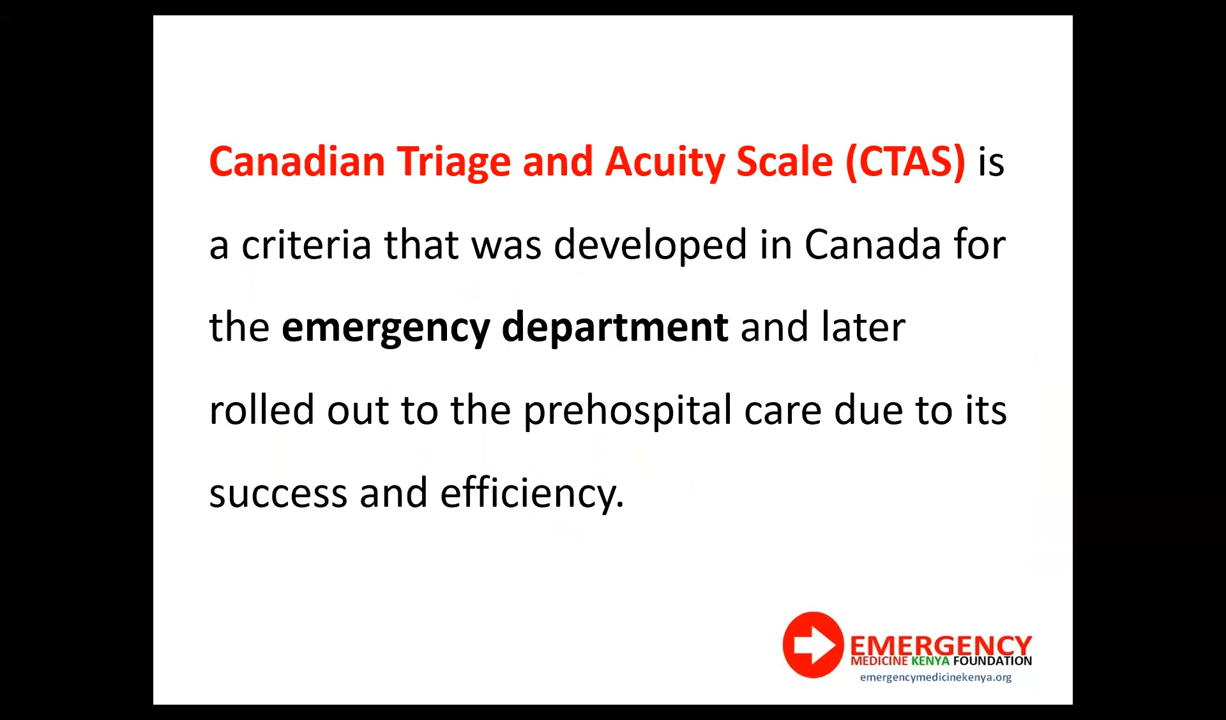 Canadian Triage and Acuity Scale (CTAS) is
a criteria that was developed in Canada for
the emergency department and later
rolled out to the prehospital care due to its
success and efficiency.
EMERGENCY
MEDICINE KENYA FOUNDATION
emergencymedicinekenya.org